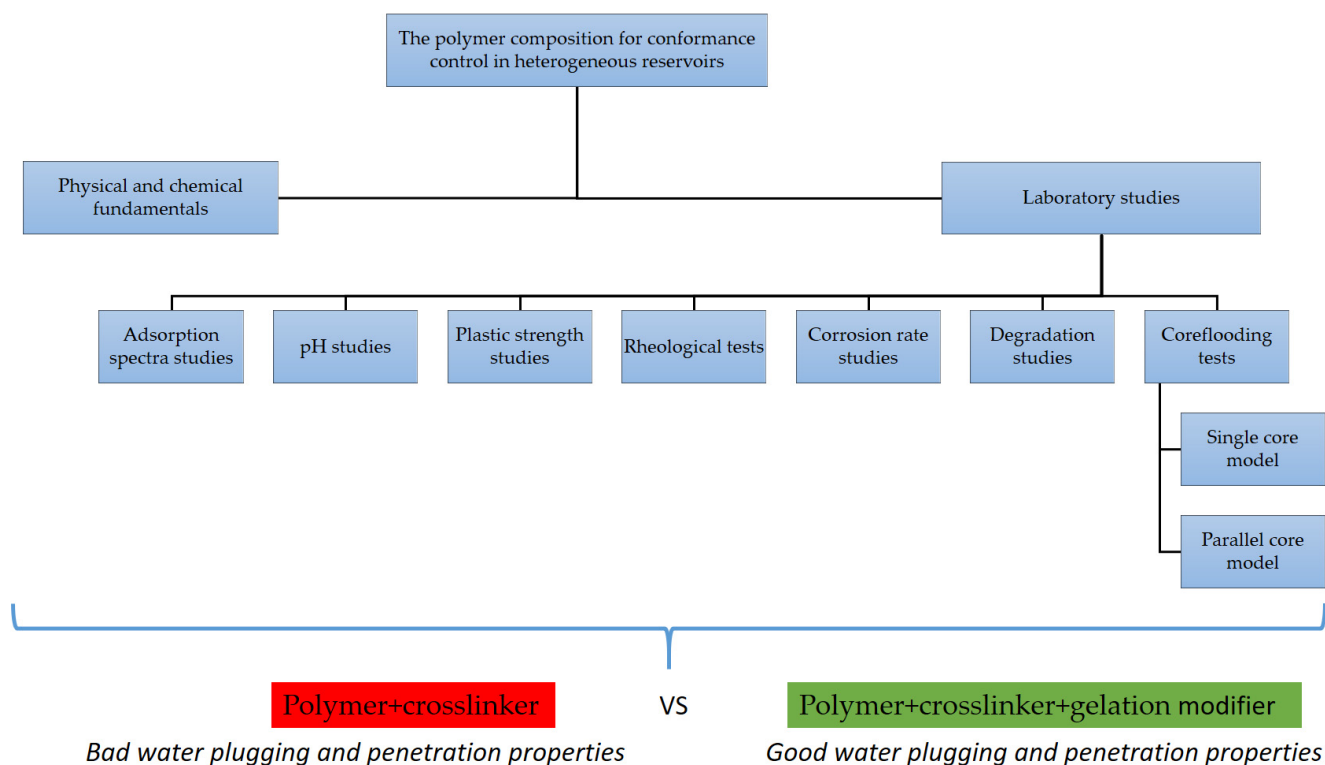 The polymer composition for conformance
control in heterogeneous reservoirs
Physical and chemical
fundamentals
Laboratory studies
Adsorption
spectra studies
pH studies
Plastic strength
studies
Rheological tests
Corrosion rate
studies
Degradation
studies
Coreflooding
tests
Single core
model
Parallel core
model
Polymer+crosslinker
VS
Polymer+crosslinker+gelation modifier
Bad water plugging and penetration properties
Good water plugging and penetration properties